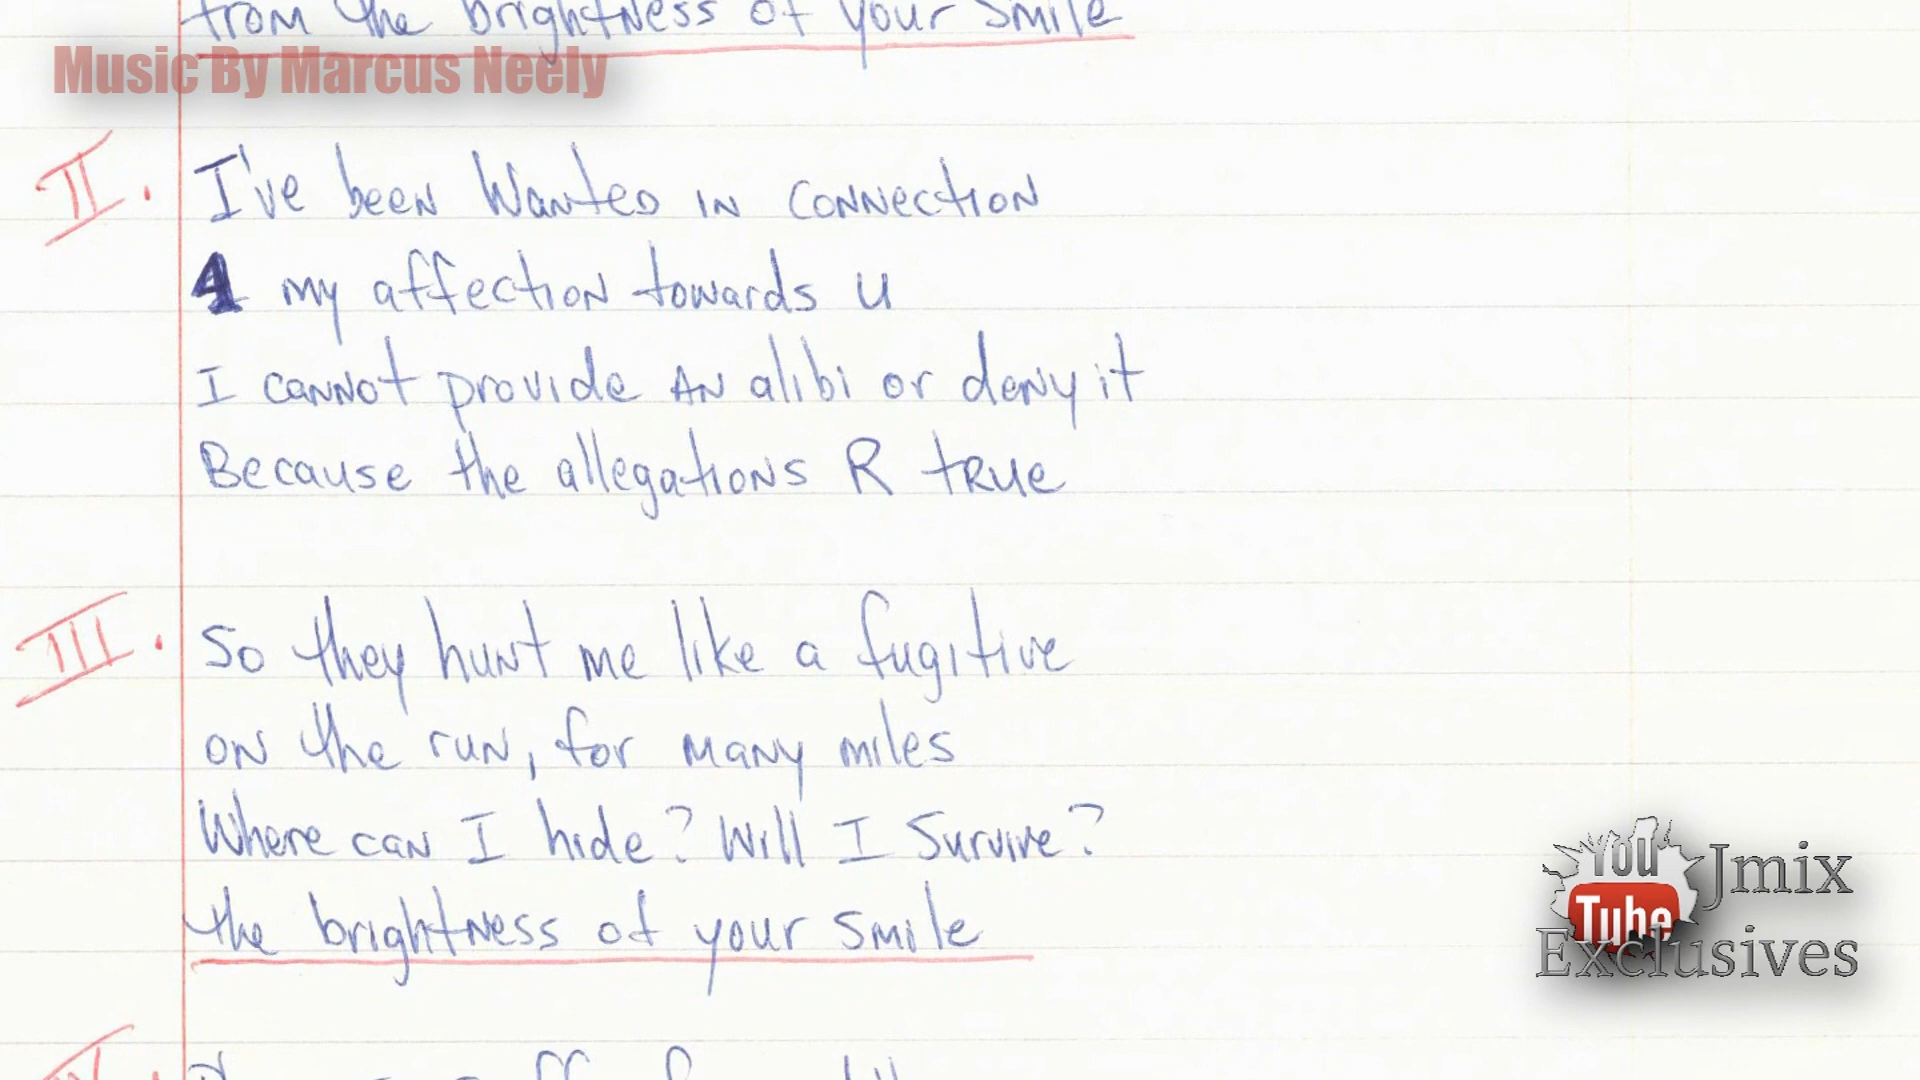 from the brightness of your smile
Music By Marcus Neely
II.
I've been Wanted in connection
4 my affection towards u
I cannot provide an alibi or deny it
Because the allegations R true
III.
So they hunt me like a fugitive
on the run, for many miles
Where can I hide? Will I Survive?
the brightness of your smile
You Tube
Jmix
Exclusives